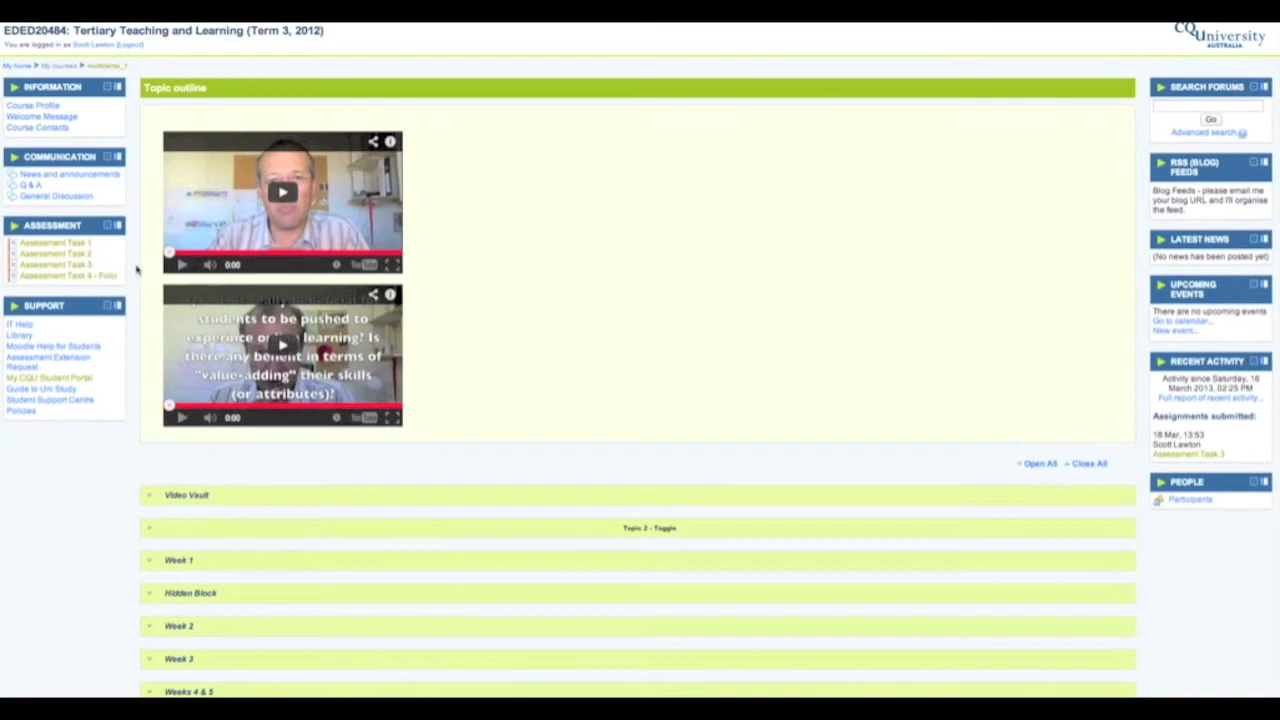 EDED20484: Tertiary Teaching and Learning (Term 3, 2012)
You are logged in as Scott Lawton (Logout)
CQUniversity
AUSTRALIA
My home ► My courses ► scottdemo_1
INFORMATION
Course Profile
Welcome Message
Course Contacts
COMMUNICATION
News and announcements
Q & A
General Discussion
ASSESSMENT
Assessment Task 1
Assessment Task 2
Assessment Task 3
Assessment Task 4 - Folio
SUPPORT
IT Help
Library
Moodle Help for Students
Assessment Extension
Request
My CQU Student Portal
Guide to Uni Study
Student Support Centre
Policies
Topic outline
0:00
YouTube
students to be pushed to
learning? Is
there any benefit in terms of
"value-adding" their skills
(or attributes)?
0:00
YouTube
Open All
Close All
Video Vault
Topic 2 - Toggle
Week 1
Hidden Block
Week 2
Week 3
Weeks 4 & 5
SEARCH FORUMS
Go
Advanced search
RSS (BLOG)
FEEDS
Blog Feeds - please email me
your blog URL and I'll organise
the feed.
LATEST NEWS
(No news has been posted yet)
UPCOMING
EVENTS
There are no upcoming events
Go to calendar...
New event...
RECENT ACTIVITY
Activity since Saturday, 16
March 2013, 02:25 PM
Full report of recent activity...
Assignments submitted:
18 Mar, 13:53
Scott Lawton
Assessment Task 3
PEOPLE
Participants